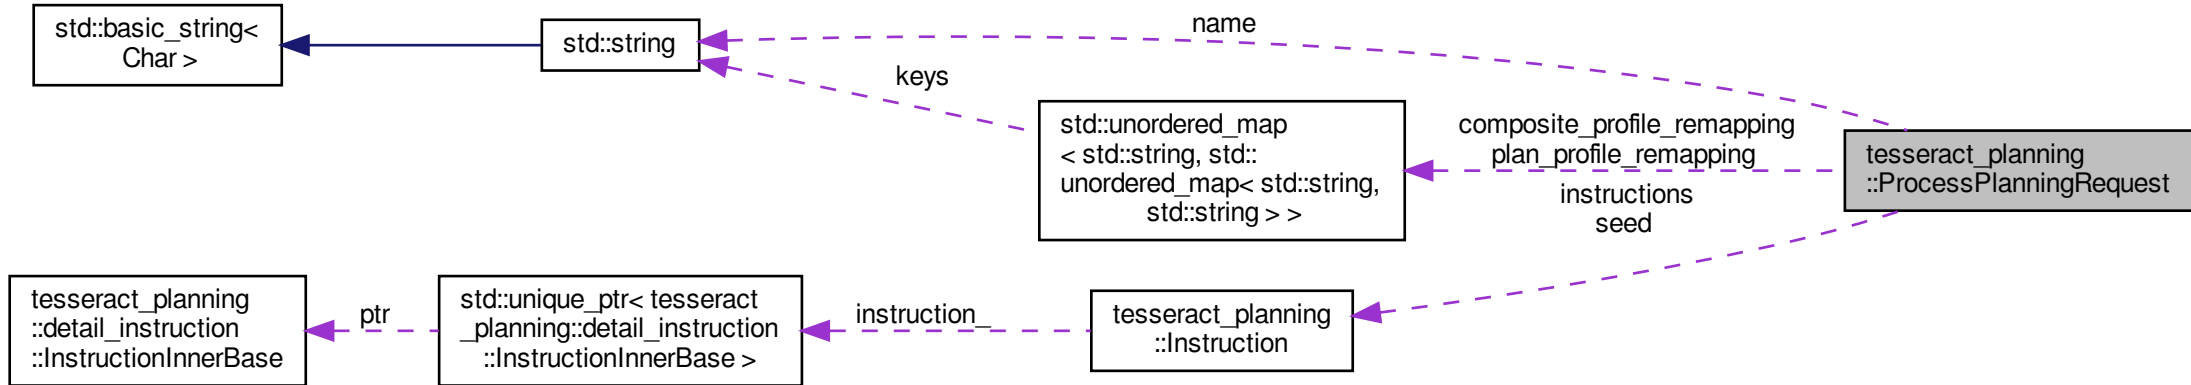 std::basic_string<
Char >
std::string
name
keys
std::unordered_map
< std::string, std::
unordered_map< std::string,
std::string > >
composite_profile_remapping
plan_profile_remapping
instructions
seed
tesseract_planning
::ProcessPlanningRequest
tesseract_planning
::detail_instruction
::InstructionInnerBase
ptr
std::unique_ptr< tesseract
_planning::detail_instruction
::InstructionInnerBase >
instruction_
tesseract_planning
::Instruction